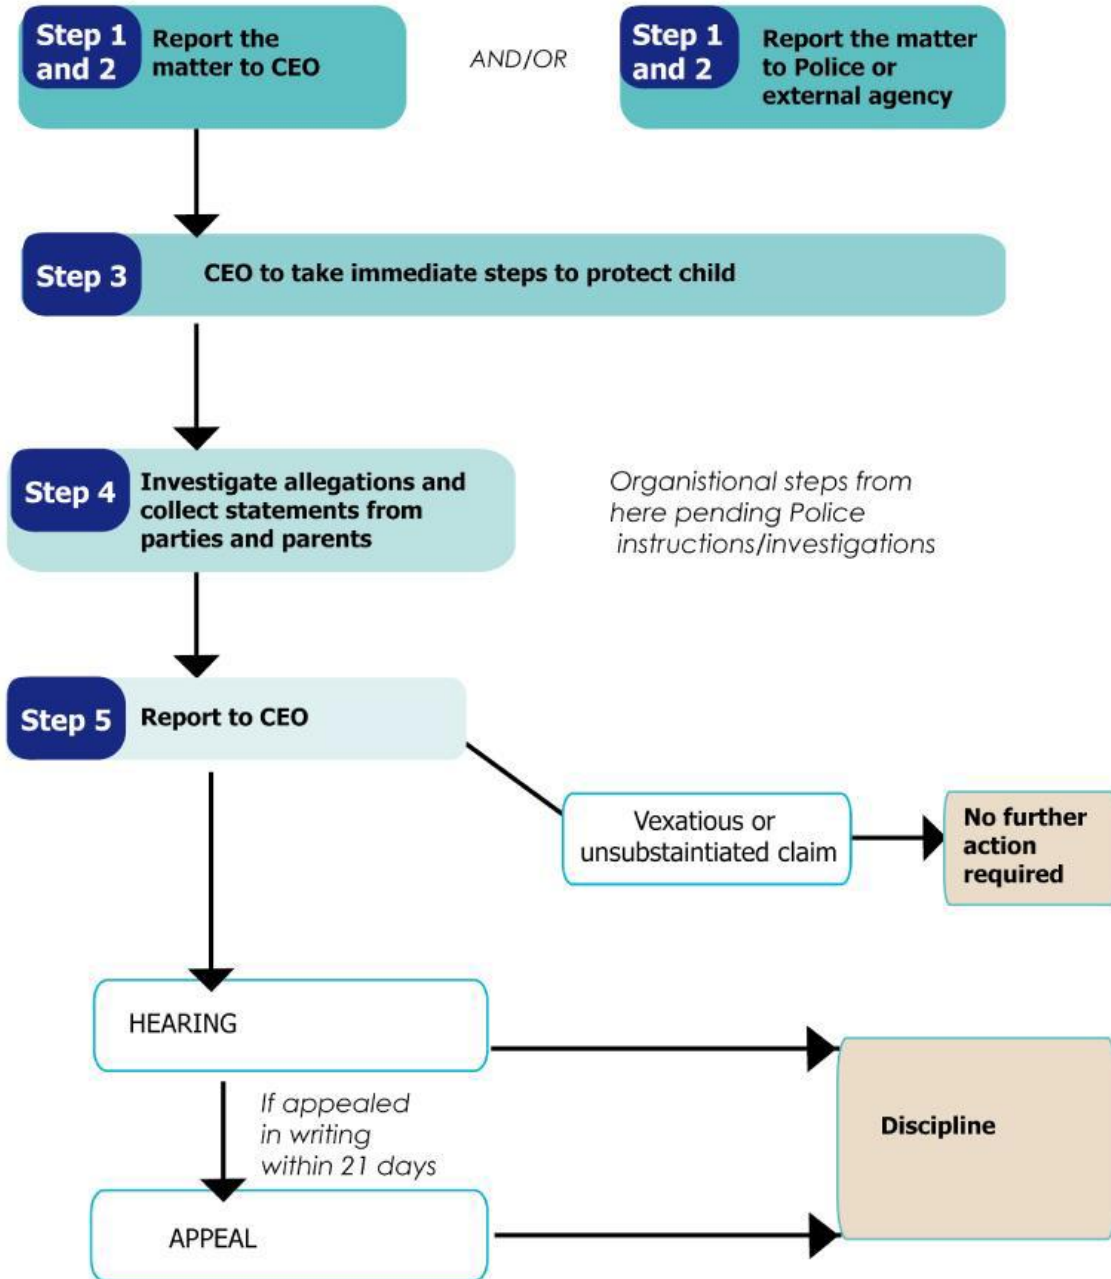 Step 1
and 2
Report the
matter to CEO
AND/OR
Step 1
and 2
Report the matter
to Police or
external agency
Step 3
CEO to take immediate steps to protect child
Step 4
Investigate allegations and
collect statements from
parties and parents
Organistional steps from
here pending Police
instructions/investigations
Step 5
Report to CEO
Vexatious or
unsubstaintiated claim
No further
action
required
HEARING
If appealed
in writing
within 21 days
Discipline
APPEAL